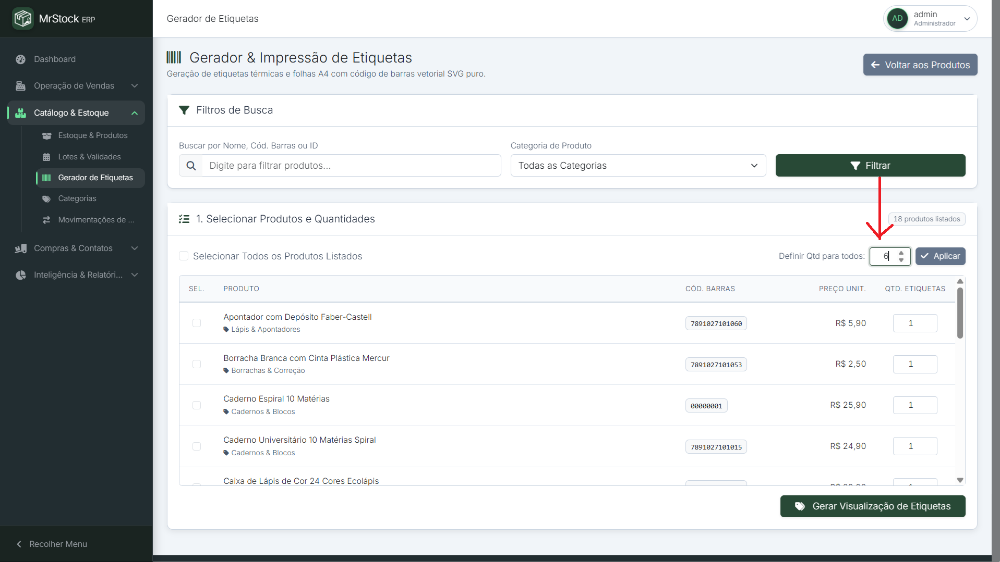 MrStock ERP
Gerador de Etiquetas
AD
admin
Administrador
Dashboard
Operação de Vendas
Catálogo & Estoque
Estoque & Produtos
Lotes & Validades
Gerador de Etiquetas
Categorias
Movimentações de ...
Compras & Contatos
Inteligência & Relatóri...
Recolher Menu
Gerador & Impressão de Etiquetas
Geração de etiquetas térmicas e folhas A4 com código de barras vetorial SVG puro.
Voltar aos Produtos
Filtros de Busca
Buscar por Nome, Cód. Barras ou ID
Categoria de Produto
Digite para filtrar produtos...
Todas as Categorias
Filtrar
1. Selecionar Produtos e Quantidades
18 produtos listados
Selecionar Todos os Produtos Listados
Definir Qtd para todos: 6 Aplicar
SEL. PRODUTO CÓD. BARRAS PREÇO UNIT. QTD. ETIQUETAS
Apontador com Depósito Faber-Castell
Lápis & Apontadores
7891027101060 R$ 5,90 1
Borracha Branca com Cinta Plástica Mercur
Borrachas & Correção
7891027101053 R$ 2,50 1
Caderno Espiral 10 Matérias
Cadernos & Blocos
00000001 R$ 25,90 1
Caderno Universitário 10 Matérias Spiral
Cadernos & Blocos
7891027101015 R$ 24,90 1
Caixa de Lápis de Cor 24 Cores Ecolápis
Gerar Visualização de Etiquetas